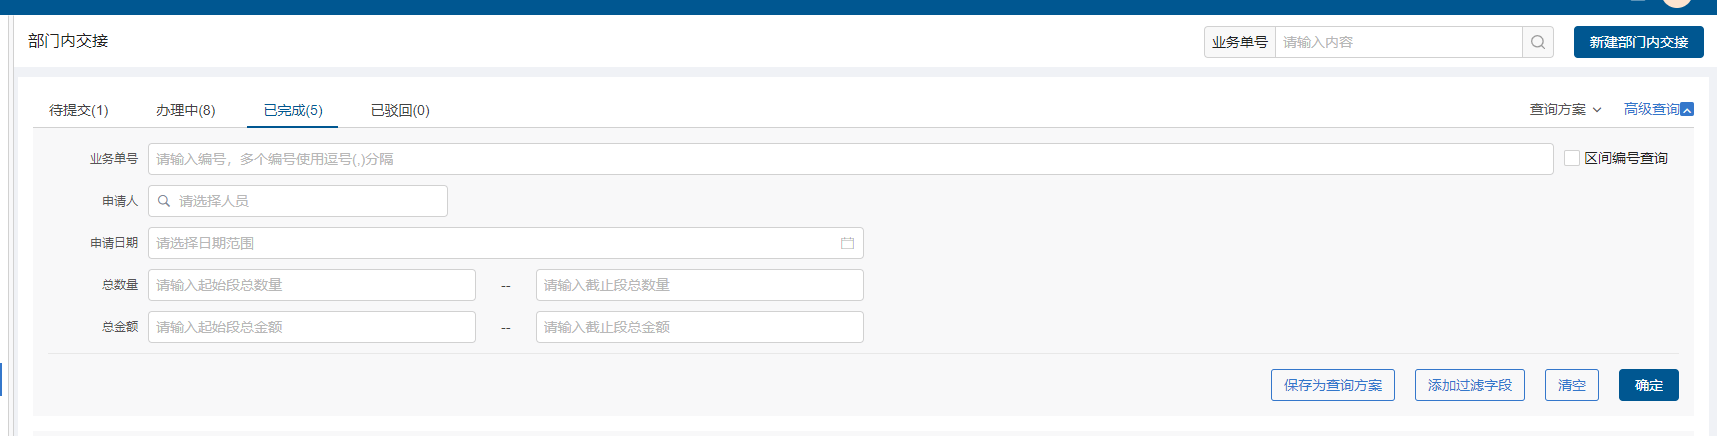 部门内交接
业务单号 请输入内容 新建部门内交接
待提交(1) 办理中(8) 已完成(5) 已驳回(0) 查询方案 高级查询
业务单号 请输入编号，多个编号使用逗号(,)分隔 区间编号查询
申请人 请选择人员
申请日期 请选择日期范围
总数量 请输入起始段总数量 -- 请输入截止段总数量
总金额 请输入起始段总金额 -- 请输入截止段总金额
保存为查询方案 添加过滤字段 清空 确定